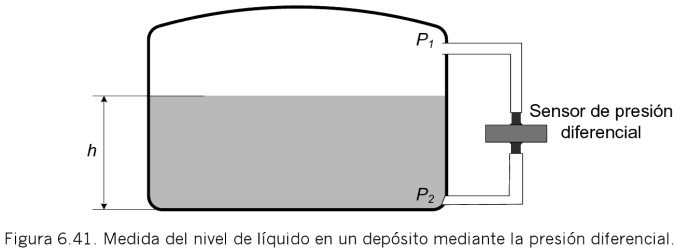 P1
Sensor de presión
diferencial
h
P2
Figura 6.41. Medida del nivel de líquido en un depósito mediante la presión diferencial.